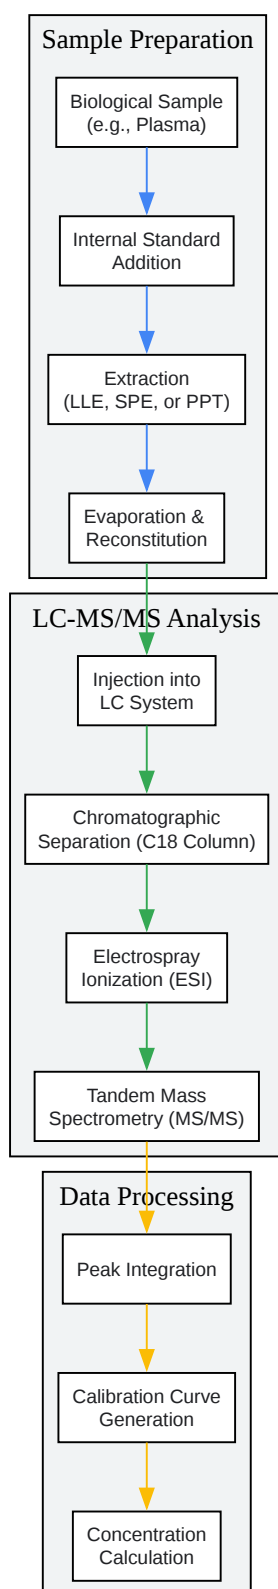 Sample Preparation
Biological Sample
(e.g., Plasma)
Internal Standard
Addition
Extraction
(LLE, SPE, or PPT)
Evaporation &
Reconstitution
LC-MS/MS Analysis
Injection into
LC System
Chromatographic
Separation (C18 Column)
Electrospray
Ionization (ESI)
Tandem Mass
Spectrometry (MS/MS)
Data Processing
Peak Integration
Calibration Curve
Generation
Concentration
Calculation